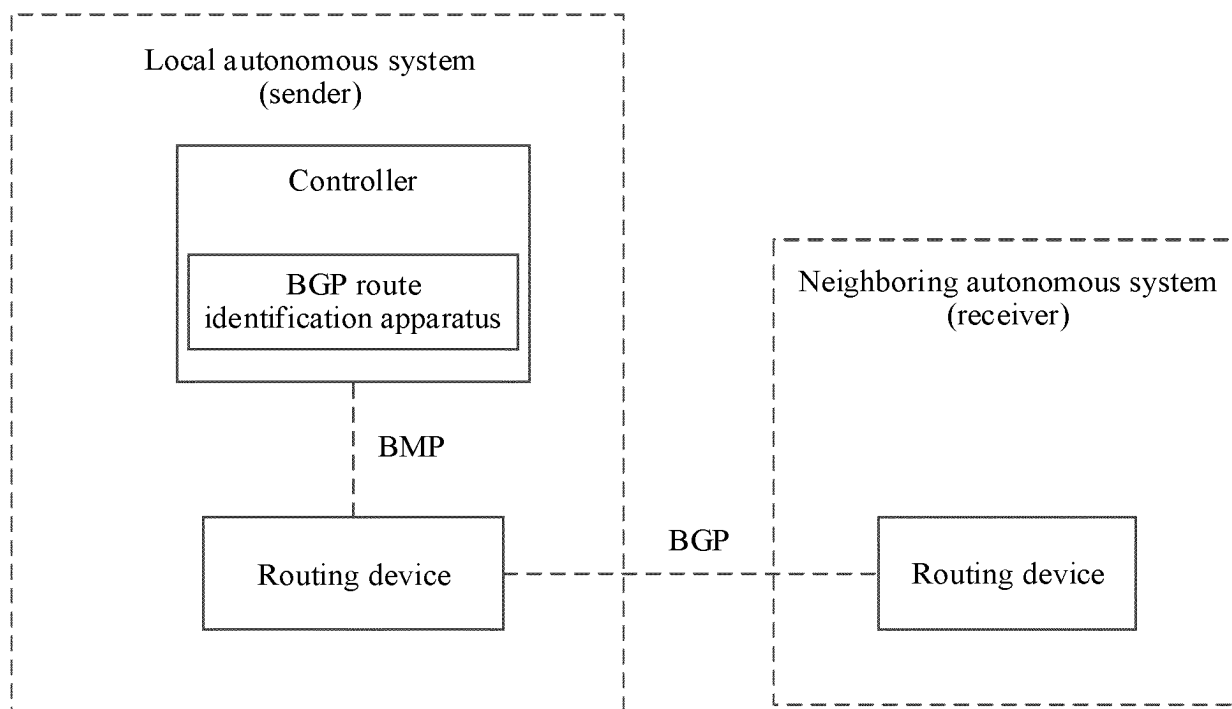 Local autonomous system
(sender)
Controller
BGP route
identification apparatus
BMP
Routing device
BGP
Neighboring autonomous system
(receiver)
Routing device